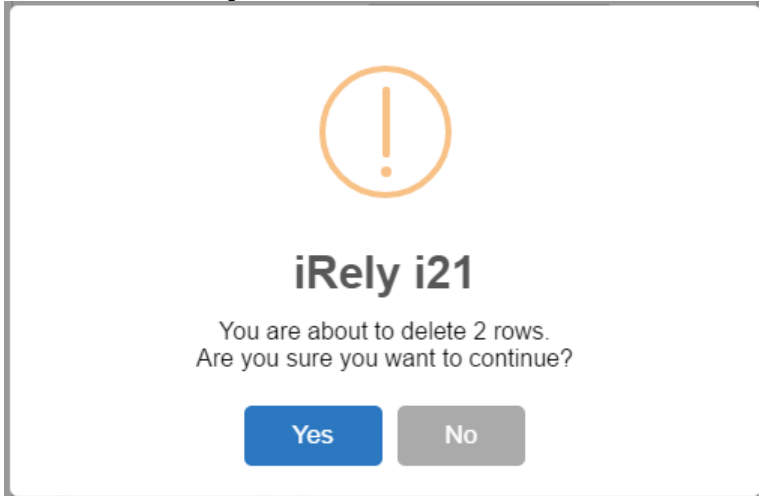 iRely i21
You are about to delete 2 rows.
Are you sure you want to continue?
Yes
No